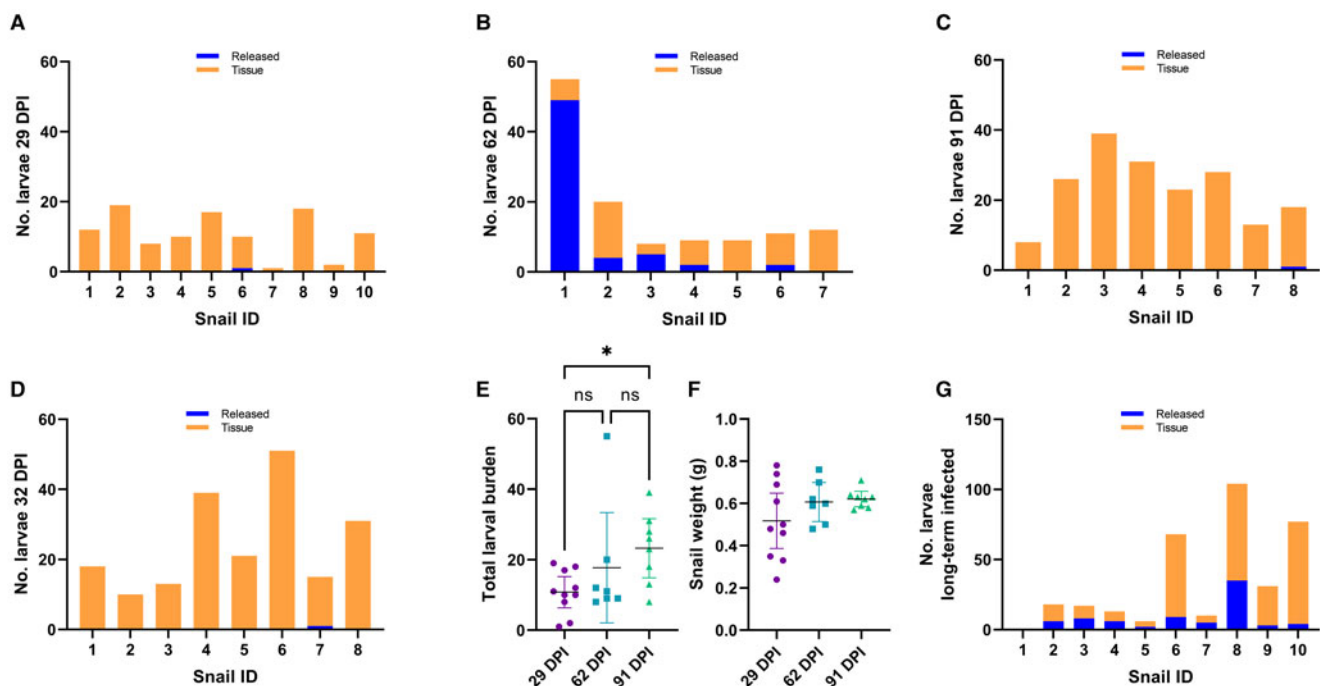 A
Released
Tissue
No. larvae 29 DPI
60
40
20
0
1 2 3 4 5 6 7 8 9 10
Snail ID
B
Released
Tissue
No. larvae 62 DPI
60
40
20
0
1 2 3 4 5 6 7
Snail ID
C
Released
Tissue
No. larvae 91 DPI
60
40
20
0
1 2 3 4 5 6 7 8
Snail ID
D
Released
Tissue
No. larvae 32 DPI
60
40
20
0
1 2 3 4 5 6 7 8
Snail ID
E
*
ns ns
Total larval burden
60
40
20
0
29 DPI 62 DPI 91 DPI
F
Snail weight (g)
1.0
0.8
0.6
0.4
0.2
0.0
29 DPI 62 DPI 91 DPI
G
Released
Tissue
No. larvae
long-term infected
150
100
50
0
1 2 3 4 5 6 7 8 9 10
Snail ID